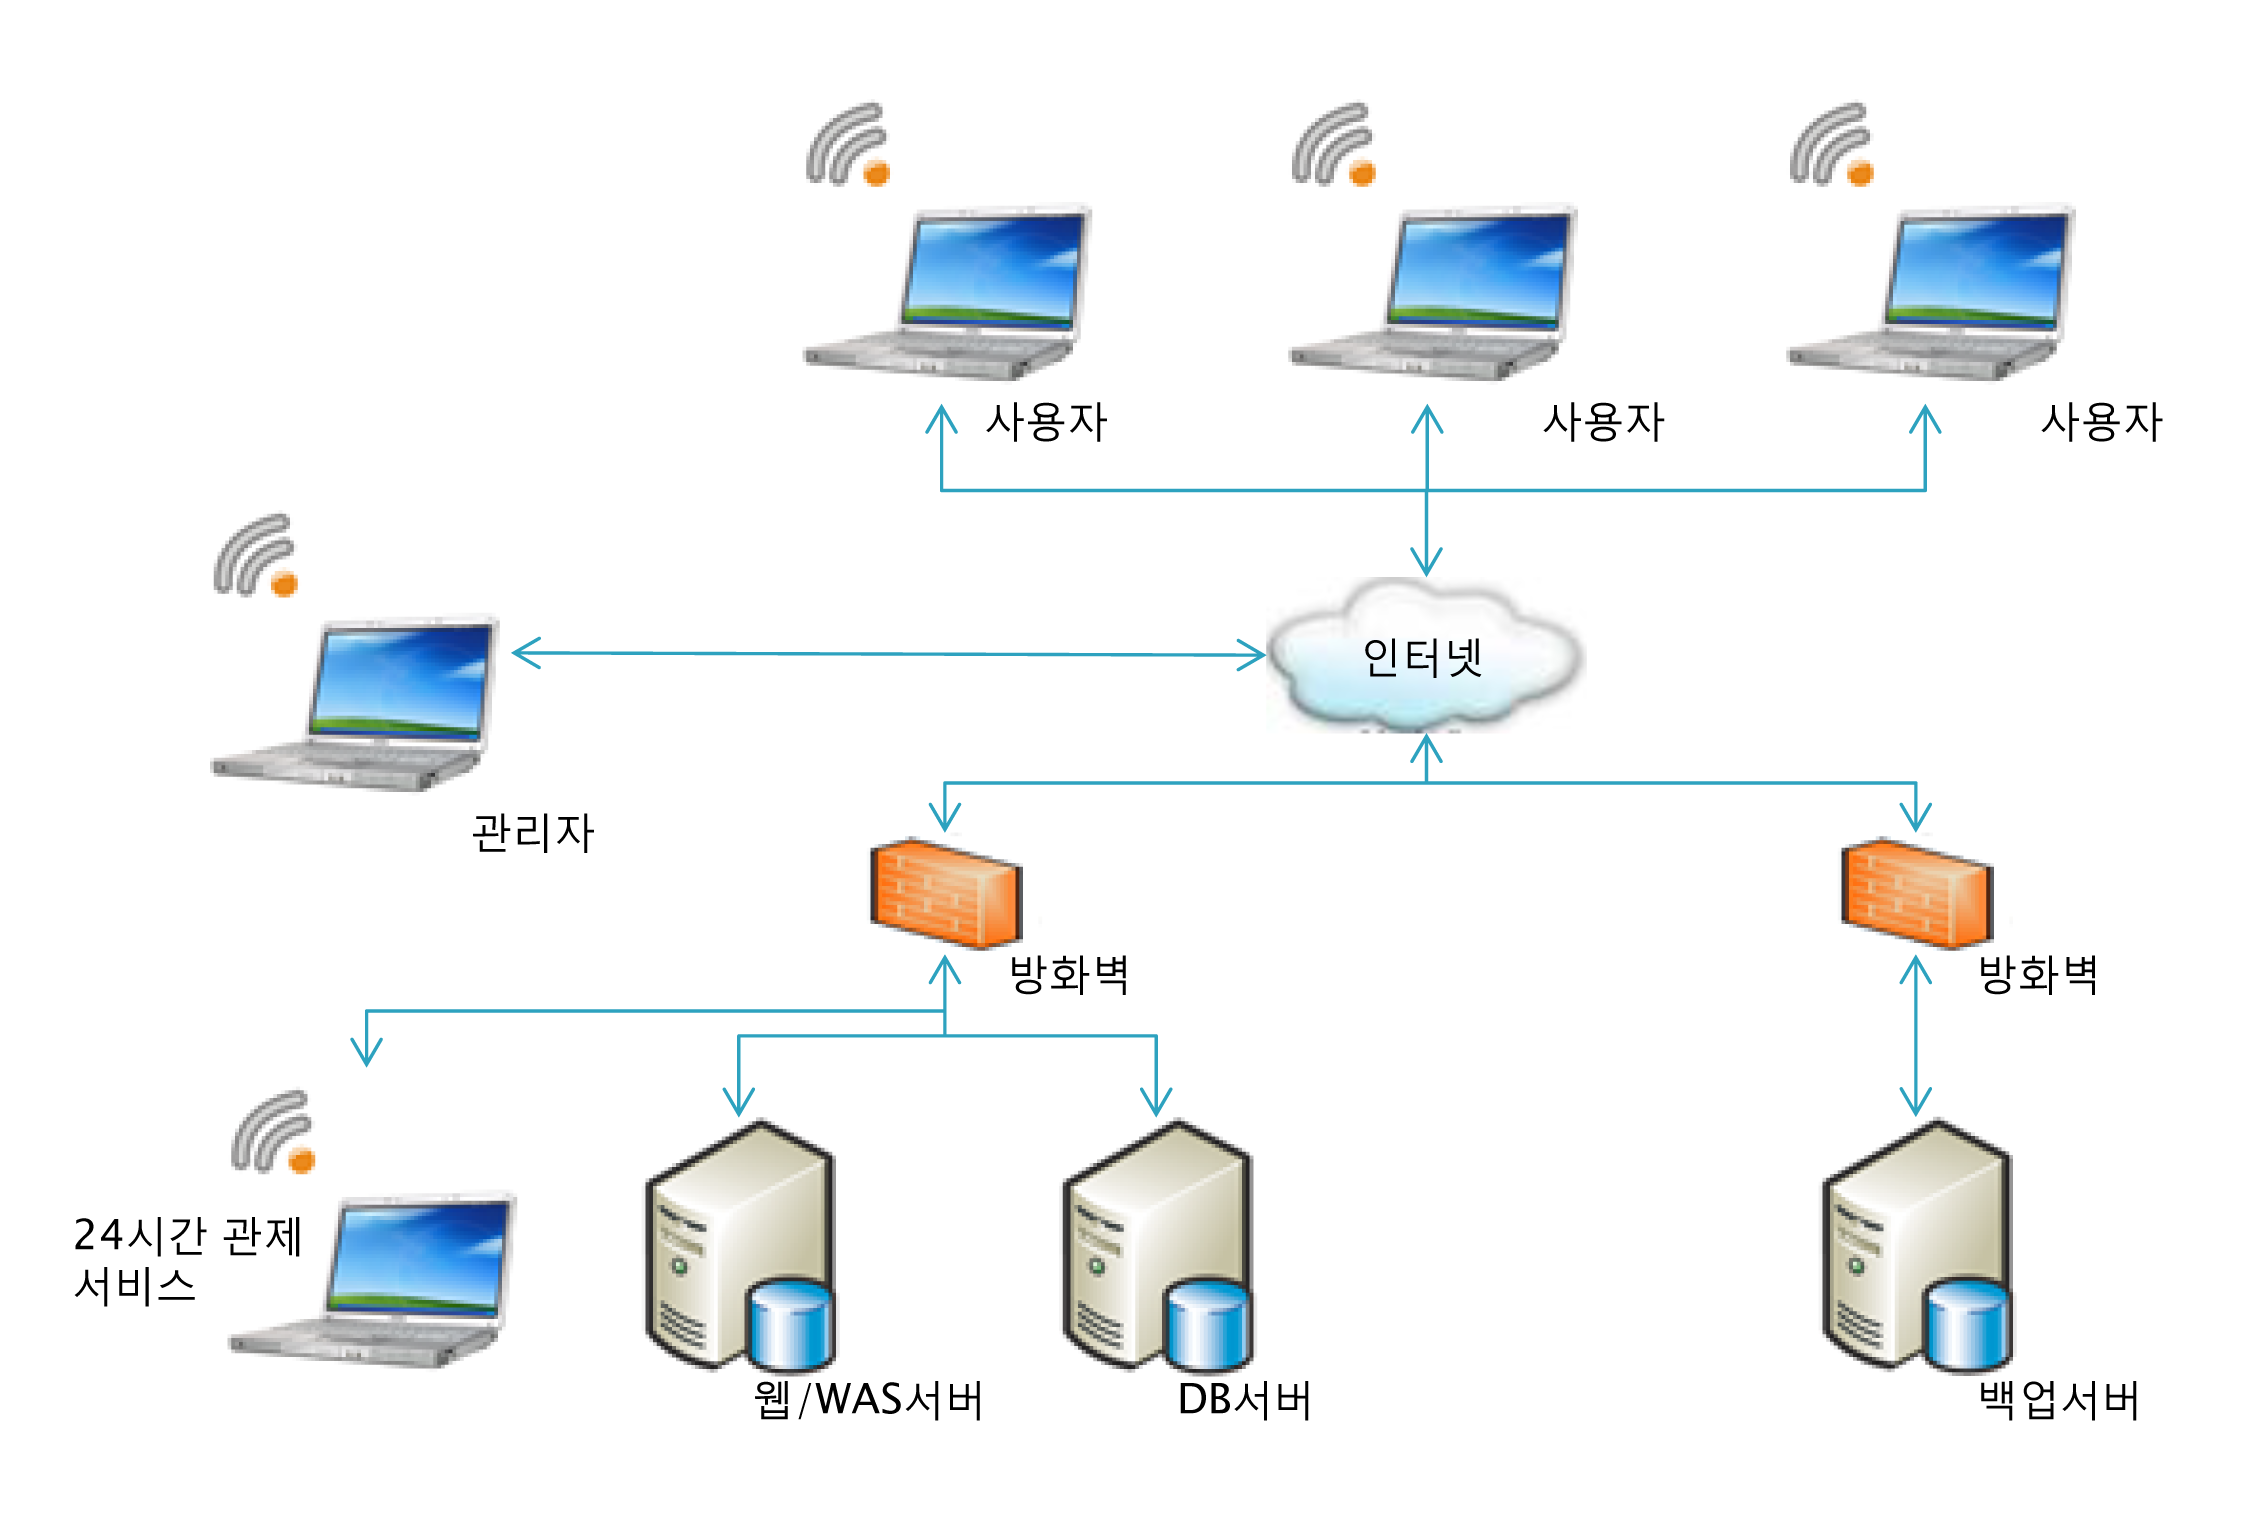 사용자
사용자
사용자
인터넷
관리자
방화벽
방화벽
24시간 관제
서비스
웹/WAS서버
DB서버
백업서버